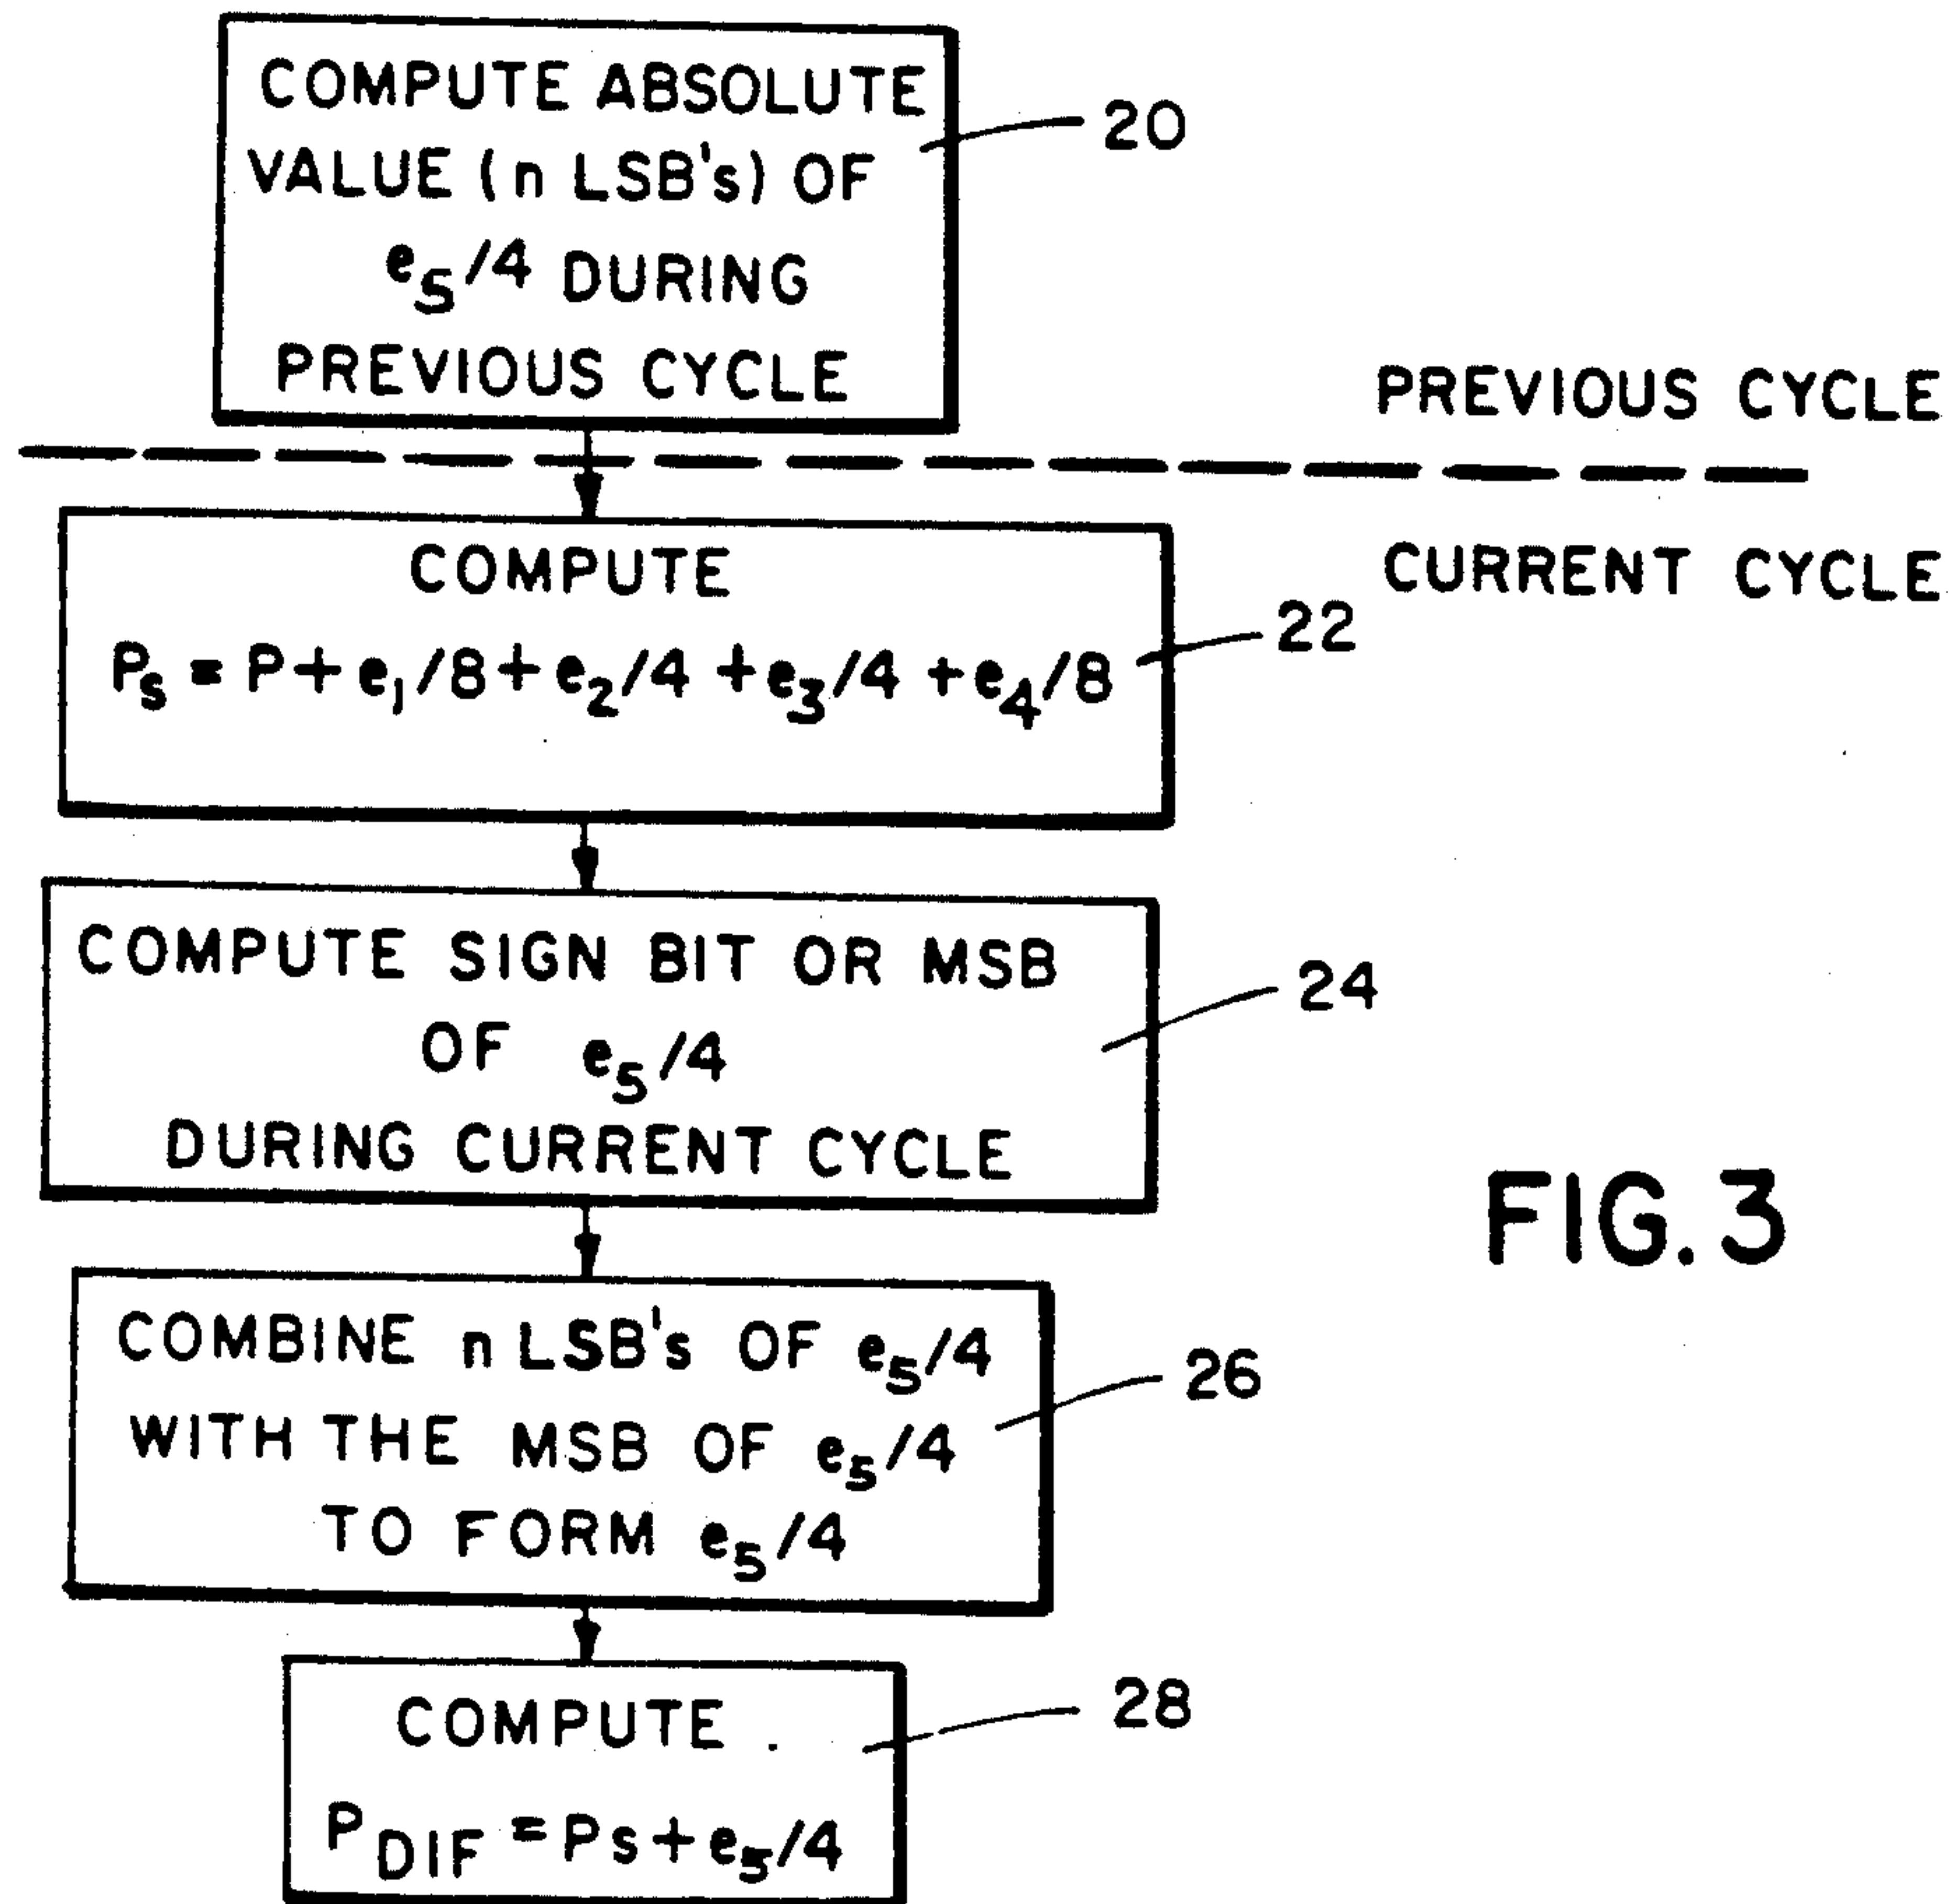 COMPUTE ABSOLUTE
VALUE (n LSB's) OF
e5/4 DURING
PREVIOUS CYCLE
20
PREVIOUS CYCLE
CURRENT CYCLE
COMPUTE
Ps = P + e1/8 + e2/4 + e3/4 + e4/8
22
COMPUTE SIGN BIT OR MSB
OF e5/4
DURING CURRENT CYCLE
24
FIG. 3
COMBINE n LSB's OF e5/4
WITH THE MSB OF e5/4
TO FORM e5/4
26
COMPUTE
PDIF = Ps + e5/4
28